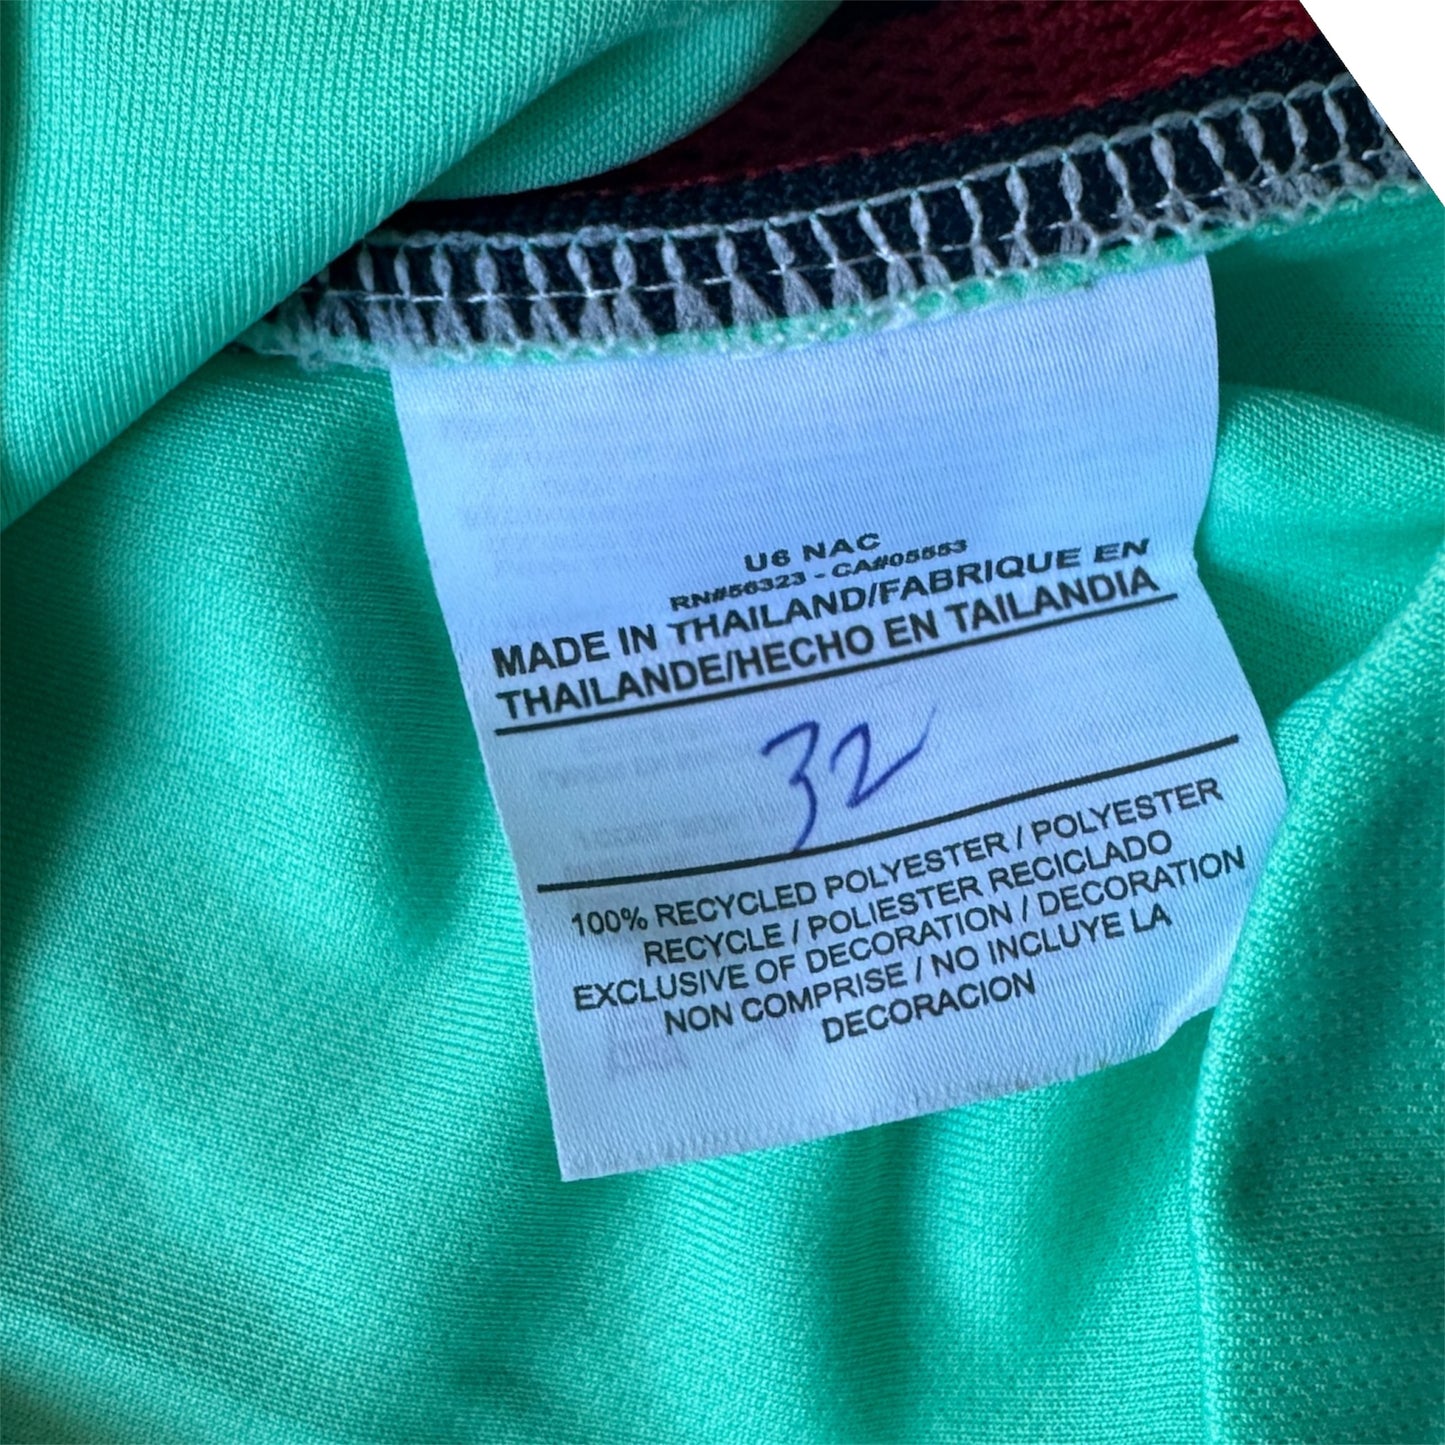 U6 NAC
RN#56323 - CA#05553
MADE IN THAILAND/FABRIQUE EN
THAILANDE/HECHO EN TAILANDIA
32
100% RECYCLED POLYESTER / POLYESTER
RECYCLE / POLIESTER RECICLADO
EXCLUSIVE OF DECORATION / DECORATION
NON COMPRISE / NO INCLUYE LA
DECORACION